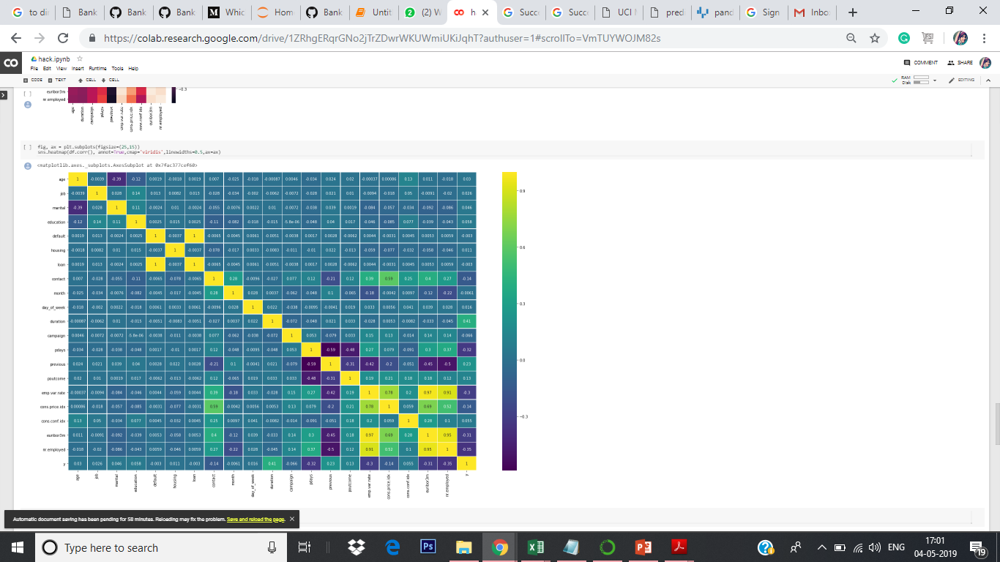 to dir
Bank
Bank
Bank
Whic
Hom
Bank
Untitl
(2) W
h
Succe
Succe
UCI
pred
pand
Sign
Inbo
https://colab.research.google.com/drive/1ZRhgERqrGNo2jTrZDwrWKUWmiUKiJqhT?authuser=1#scrollTo=VmTUYWOJM82s
CO
hack.ipynb
File Edit View Insert Runtime Tools Help
COMMENT
SHARE
CODE TEXT CELL CELL
RAM
Disk
EDITING
euribor3m
nr.employed
-0.3
age
duration
campaign
pdays
previous
emp.var.rate
cons.price.idx
cons.conf.idx
euribor3m
nr.employed
[ ] fig, ax = plt.subplots(figsize=(25,15))
sns.heatmap(df.corr(), annot=True,cmap='viridis',linewidths=0.5,ax=ax)
<matplotlib.axes._subplots.AxesSubplot at 0x7fac377cef60>
age 1 -0.0039 -0.39 -0.12 0.0019 -0.0018 0.0019 0.007 -0.025 -0.018 -0.00087 0.0046 -0.034 0.024 0.02 -0.00037 0.00086 0.13 0.011 -0.018 0.03
job -0.0039 1 0.028 0.14 0.013 0.0082 0.013 -0.028 -0.034 -0.002 -0.0062 -0.0072 -0.028 0.021 0.01 -0.0094 -0.018 0.05 -0.0091 -0.02 0.026
marital -0.39 0.028 1 0.11 -0.0024 0.01 -0.0024 -0.055 -0.0076 0.0022 0.01 -0.0072 -0.038 0.039 0.0019 -0.084 -0.057 -0.034 -0.092 -0.086 0.046
education -0.12 0.14 0.11 1 0.0025 0.015 0.0025 -0.11 -0.082 -0.018 -0.015 -5.8e-06 -0.048 0.04 0.017 -0.046 -0.085 0.077 -0.039 -0.043 0.058
default 0.0019 0.013 -0.0024 0.0025 1 -0.0037 1 -0.0065 -0.0045 0.0061 -0.0051 -0.0038 0.0017 0.0028 -0.0062 0.0044 -0.0031 0.0045 0.0053 0.0059 -0.003
housing -0.0018 0.0082 0.01 0.015 -0.0037 1 -0.0037 -0.078 -0.017 0.0033 -0.0083 -0.011 -0.01 0.022 -0.013 -0.059 -0.077 -0.032 -0.058 -0.046 0.011
loan 0.0019 0.013 -0.0024 0.0025 1 -0.0037 1 -0.0065 -0.0045 0.0061 -0.0051 -0.0038 0.0017 0.0028 -0.0062 0.0044 -0.0031 0.0045 0.0053 0.0059 -0.003
contact 0.007 -0.028 -0.055 -0.11 -0.0065 -0.078 -0.0065 1 0.28 -0.0096 -0.027 0.077 0.12 -0.21 0.12 0.39 0.59 0.25 0.4 0.27 -0.14
month -0.025 -0.034 -0.0076 -0.082 -0.0045 -0.017 -0.0045 0.28 1 0.028 0.0037 -0.062 -0.048 0.1 -0.065 -0.18 -0.0042 0.0097 -0.12 -0.22 -0.0061
day_of_week -0.018 -0.002 0.0022 -0.018 0.0061 0.0033 0.0061 -0.0096 0.028 1 0.022 -0.038 -0.0095 -0.0041 0.019 0.033 0.0056 0.041 0.039 0.028 0.016
duration -0.00087 -0.0062 0.01 -0.015 -0.0051 -0.0083 -0.0051 -0.027 0.0037 0.022 1 -0.072 -0.048 0.021 0.033 -0.028 0.0053 -0.0082 -0.033 -0.045 0.41
campaign 0.0046 -0.0072 -0.0072 -5.8e-06 -0.0038 -0.011 -0.0038 0.077 -0.062 -0.038 -0.072 1 0.053 -0.079 0.033 0.15 0.13 -0.014 0.14 0.14 -0.066
pdays -0.034 -0.028 -0.038 -0.048 0.0017 -0.01 0.0017 0.12 -0.048 -0.0095 -0.048 0.053 1 -0.59 -0.48 0.27 0.079 -0.091 0.3 0.37 -0.32
previous 0.024 0.021 0.039 0.04 0.0028 0.022 0.0028 -0.21 0.1 -0.0041 0.021 -0.079 -0.59 1 -0.31 -0.42 -0.2 -0.051 -0.45 -0.5 0.23
poutcome 0.02 0.01 0.0019 0.017 -0.0062 -0.013 -0.0062 0.12 -0.065 0.019 0.033 0.033 -0.48 -0.31 1 0.19 0.21 0.18 0.18 0.12 0.13
emp.var.rate -0.00037 -0.0094 -0.084 -0.046 0.0044 -0.059 0.0044 0.39 -0.18 0.033 -0.028 0.15 0.27 -0.42 0.19 1 0.78 0.2 0.97 0.91 -0.3
cons.price.idx 0.00086 -0.018 -0.057 -0.085 -0.0031 -0.077 -0.0031 0.59 -0.0042 0.0056 0.0053 0.13 0.079 -0.2 0.21 0.78 1 0.059 0.69 0.52 -0.14
cons.conf.idx 0.13 0.05 -0.034 0.077 0.0045 -0.032 0.0045 0.25 0.0097 0.041 -0.0082 -0.014 -0.091 -0.051 0.18 0.2 0.059 1 0.28 0.1 0.055
euribor3m 0.011 -0.0091 -0.092 -0.039 0.0053 -0.058 0.0053 0.4 -0.12 0.039 -0.033 0.14 0.3 -0.45 0.18 0.97 0.69 0.28 1 0.95 -0.31
nr.employed -0.018 -0.02 -0.086 -0.043 0.0059 -0.046 0.0059 0.27 -0.22 0.028 -0.045 0.14 0.37 -0.5 0.12 0.91 0.52 0.1 0.95 1 -0.35
y 0.03 0.026 0.046 0.058 -0.003 0.011 -0.003 -0.14 -0.0061 0.016 0.41 -0.066 -0.32 0.23 0.13 -0.3 -0.14 0.055 -0.31 -0.35 1
age
job
marital
education
default
housing
loan
contact
month
day_of_week
duration
campaign
pdays
previous
poutcome
emp.var.rate
cons.price.idx
cons.conf.idx
euribor3m
nr.employed
y
0.9
0.6
0.3
0.0
-0.3
Automatic document saving has been pending for 58 minutes. Reloading may fix the problem. Save and reload the page.
Type here to search
Ps
ENG
17:01
04-05-2019
19